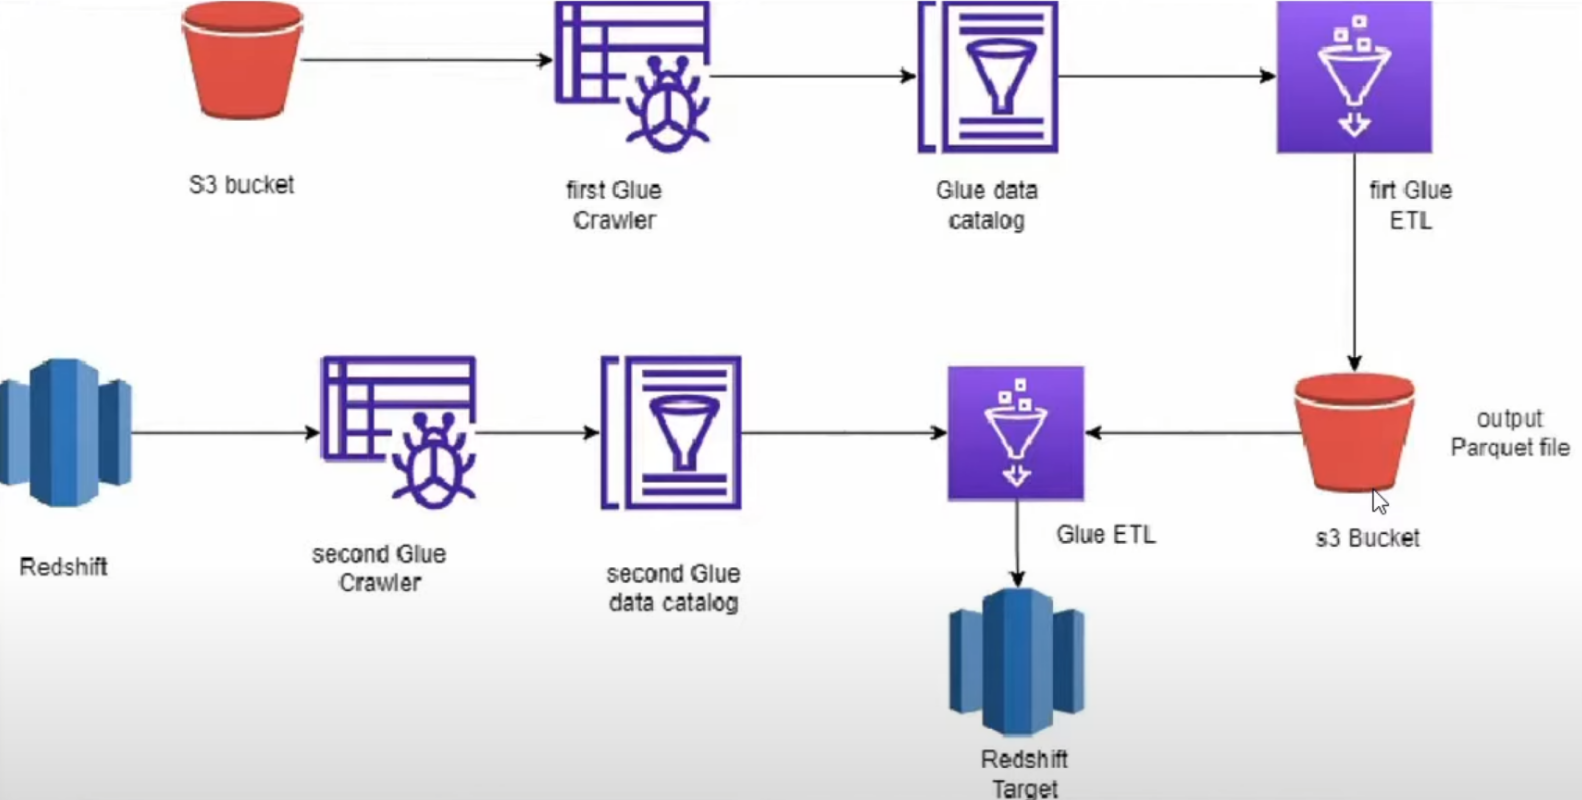 S3 bucket
first Glue
Crawler
Glue data
catalog
firt Glue
ETL
output
Parquet file
s3 Bucket
Glue ETL
Redshift
second Glue
Crawler
second Glue
data catalog
Redshift
Target